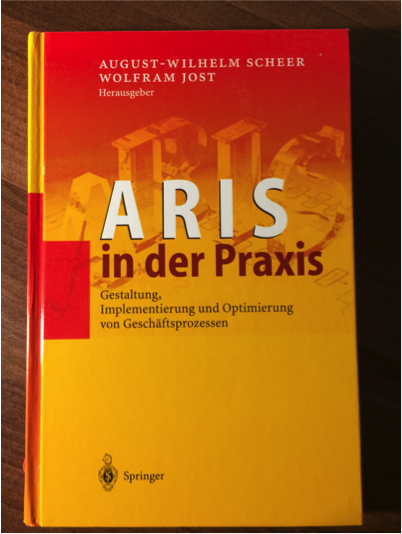 AUGUST-WILHELM SCHEER
WOLFRAM JOST
Herausgeber
ARIS
in der Praxis
Gestaltung,
Implementierung und Optimierung
von Geschäftsprozessen
Springer